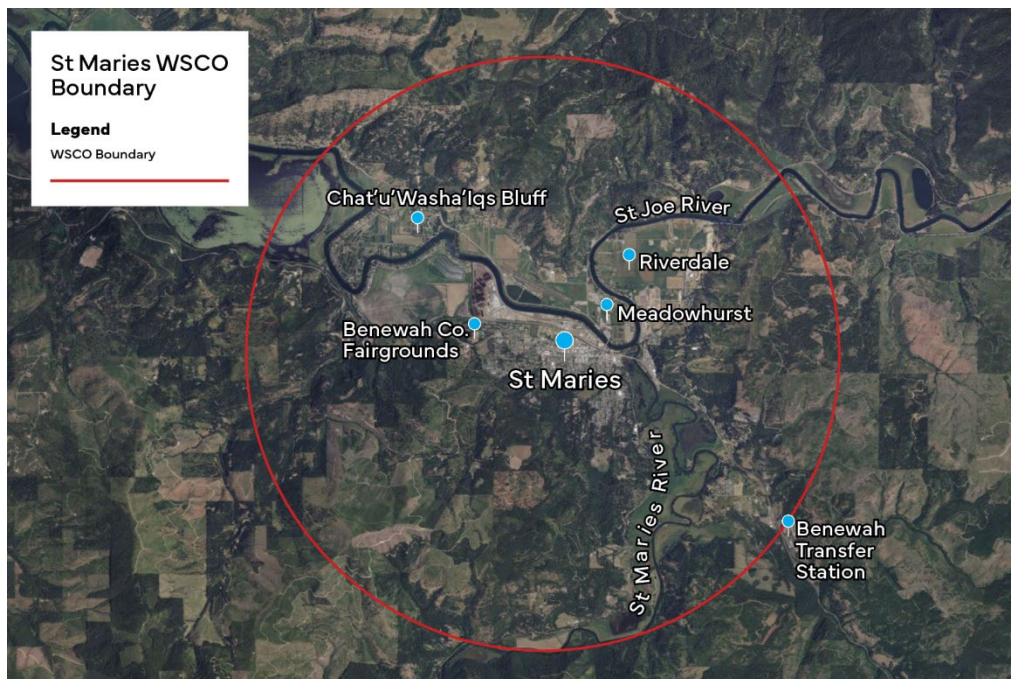 St Maries WSCO
Boundary
Legend
WSCO Boundary
Chat'u'Washa'lqs Bluff
St Joe River
Riverdale
Meadowhurst
Benewah Co.
Fairgrounds
St Maries
St Maries River
Benewah
Transfer
Station